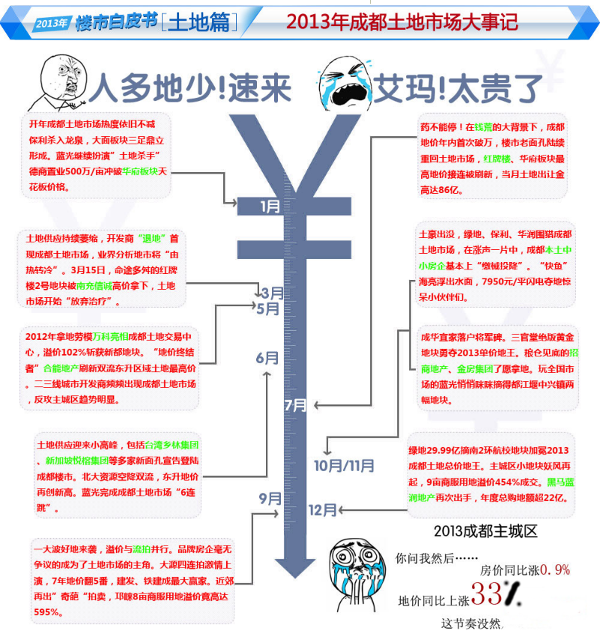 2013年 楼市白皮书 [土地篇]
2013年成都土地市场大事记
人多地少!速来
艾玛!太贵了
开年成都土地市场热度依旧不减
保利杀入龙泉，大面板块三足鼎立
形成。蓝光继续扮演"土地杀手"
德商置业500万/亩冲破华府板块天
花板价格。
1月
土地供应持续萎缩，开发商"遗地"首
现成都土地市场，业界分析地市将"由
热转冷"。3月15日，命途多舛的红牌
楼2号地块被南充信诚高价拿下，土地
市场开始"放弃治疗"。
3月
5月
2012年拿地劳模万科亮相成都土地交易中
心，溢价102%斩获新都地块。"地价终结
者"合能地产刷新双流东升区域土地最高价
。二三线城市开发商频频出现成都土地市场
，反攻主城区趋势明显。
6月
土地供应迎来小高峰，包括台湾乡林集团
、新加坡悦榕集团等多家新面孔宣告登陆
成都楼市。北大资源空降双流，东升地价
再创新高。蓝光完成成都土地市场"6连
跳"。
9月
一大波好地来袭，溢价与流拍并行。品牌房企毫无
争议的成为了土地市场的主角。大源四连拍激情上
演，7年地价翻5番，建发、铁建成最大赢家。近郊
再出"奇葩"拍卖，邛崃8亩商服用地溢价竟高达
595%。
药不能停！在钱荒的大背景下，成都
地价年内首次破万，楼市老面孔陆续
重回土地市场，红牌楼、华府板块最
高地价接连被刷新，当月土地出让金
高达86亿。
7月
土豪出没，绿地、保利、华润围猎成都
土地市场，在涨声一片中，成都本土中
小房企基本上"缴械投降"。"快鱼"
海亮浮出水面，7950元/平闪电夺地惊
呆小伙伴们。
成华宜家落户将军碑。三官堂绝版黄金
地块勇夺2013单价地王。抢仓见底的招
商地产、金房集团了愿拿地。玩全国市
场的蓝光悄悄眯眯摘得都江堰中兴镇两
幅地块。
10月/11月
绿地29.99亿摘南2环航校地块加冕2013
成都土地总价地王。主城区小地块妖风再
起，9亩商服用地溢价454%成交。黑马蓝
润地产再次出手，年度总购地额超22亿。
12月
2013成都主城区
你问我然后……
房价同比涨0.9%
地价同比上涨33%
这节奏没然